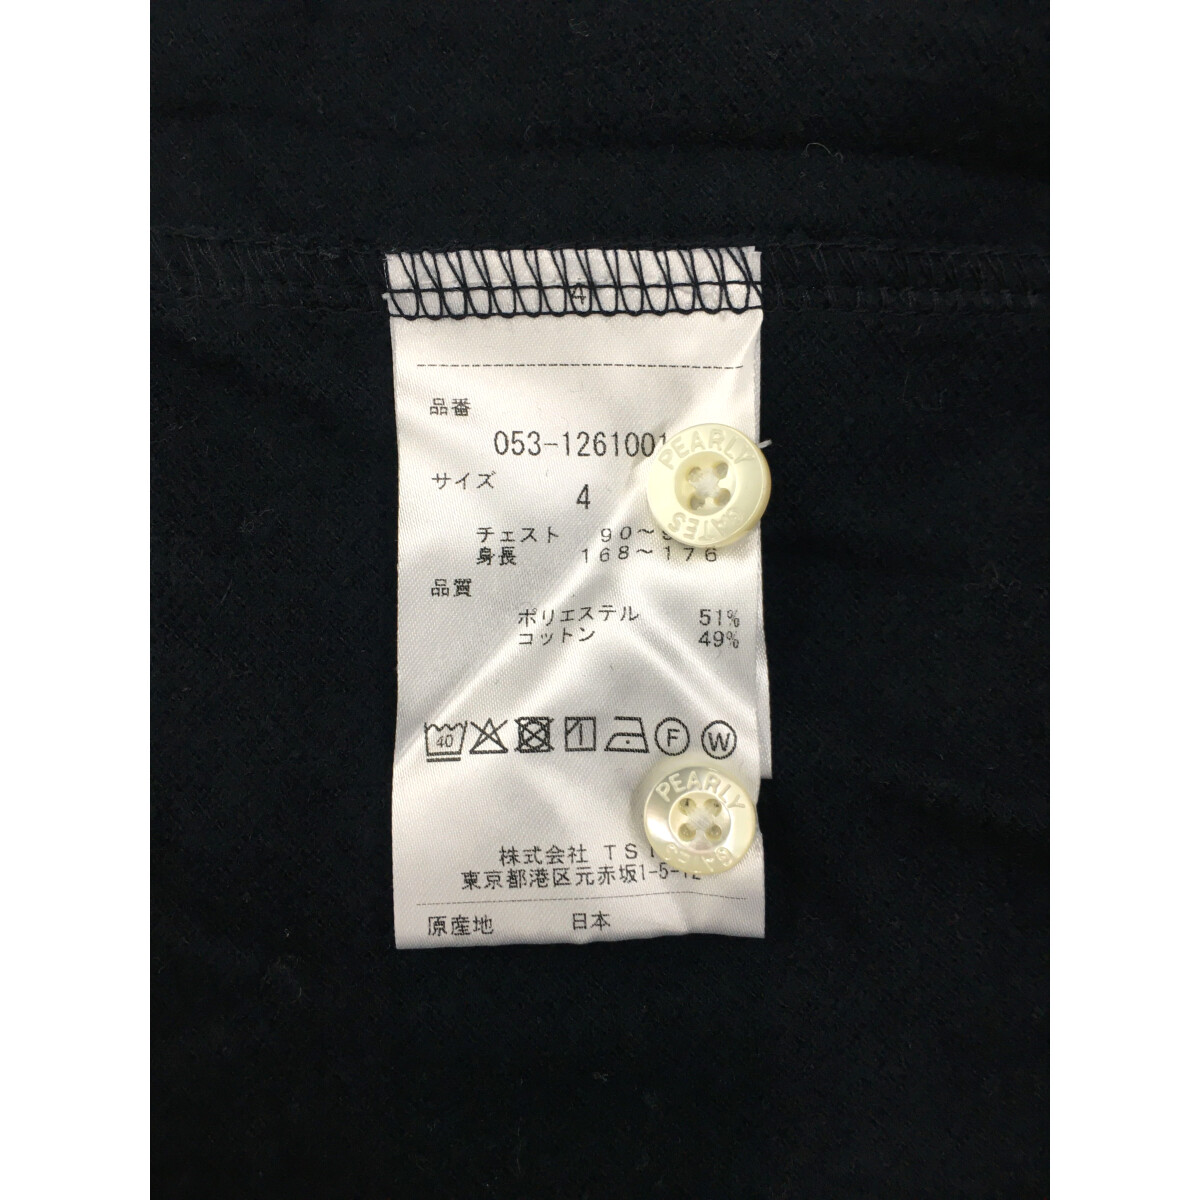 4
品番
053-1261001
サイズ
4
チェスト 90～
身長 168～176
品質
ポリエステル 51%
コットン 49%
40 F W
株式会社 TS
東京都港区元赤坂1-5-12
原産地 日本
PEARLY GATES
PEARLY GATES